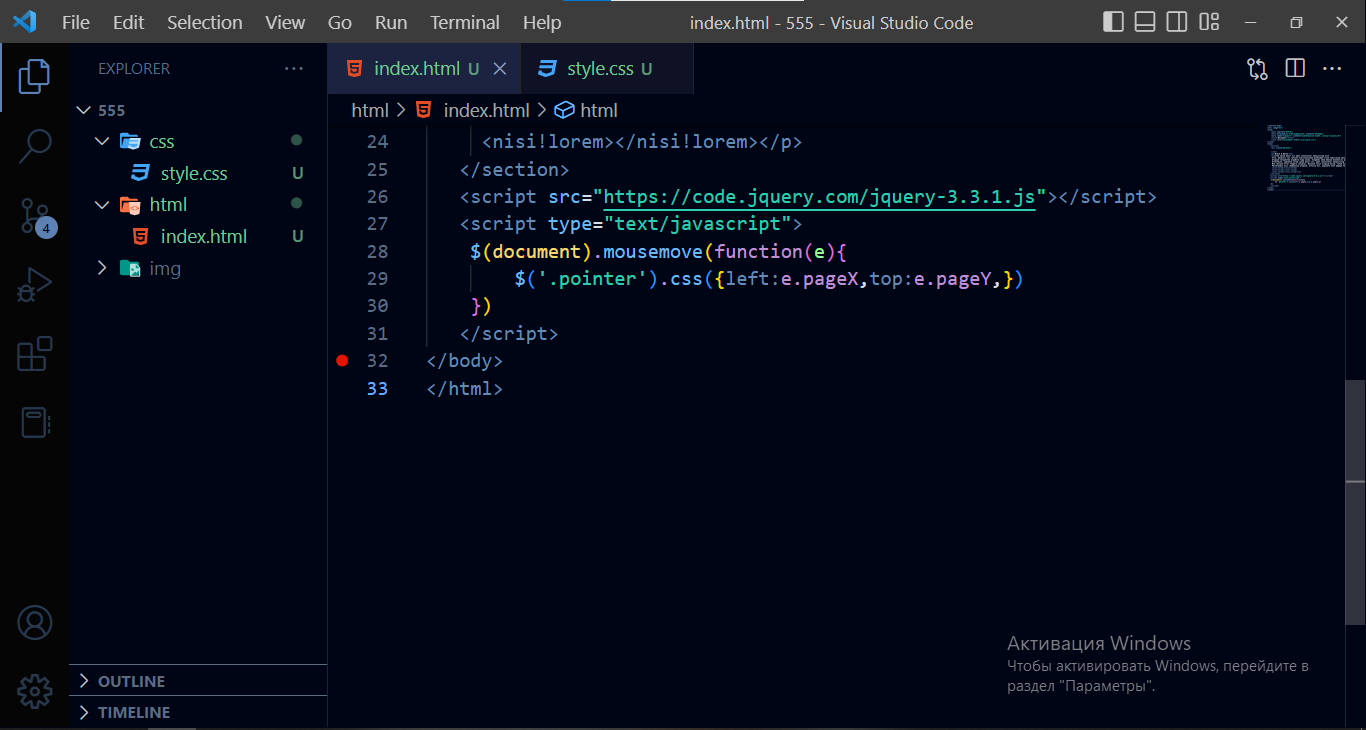 File Edit Selection View Go Run Terminal Help index.html - 555 - Visual Studio Code
EXPLORER ···
555
css
style.css U
html
index.html U
img
4
OUTLINE
TIMELINE
index.html U
style.css U
html > index.html > html
24 <nisi!lorem></nisi!lorem></p>
25 </section>
26 <script src="https://code.jquery.com/jquery-3.3.1.js"></script>
27 <script type="text/javascript">
28 $(document).mousemove(function(e){
29 $('.pointer').css({left:e.pageX,top:e.pageY,})
30 })
31 </script>
32 </body>
33 </html>
Активация Windows
Чтобы активировать Windows, перейдите в
раздел "Параметры".